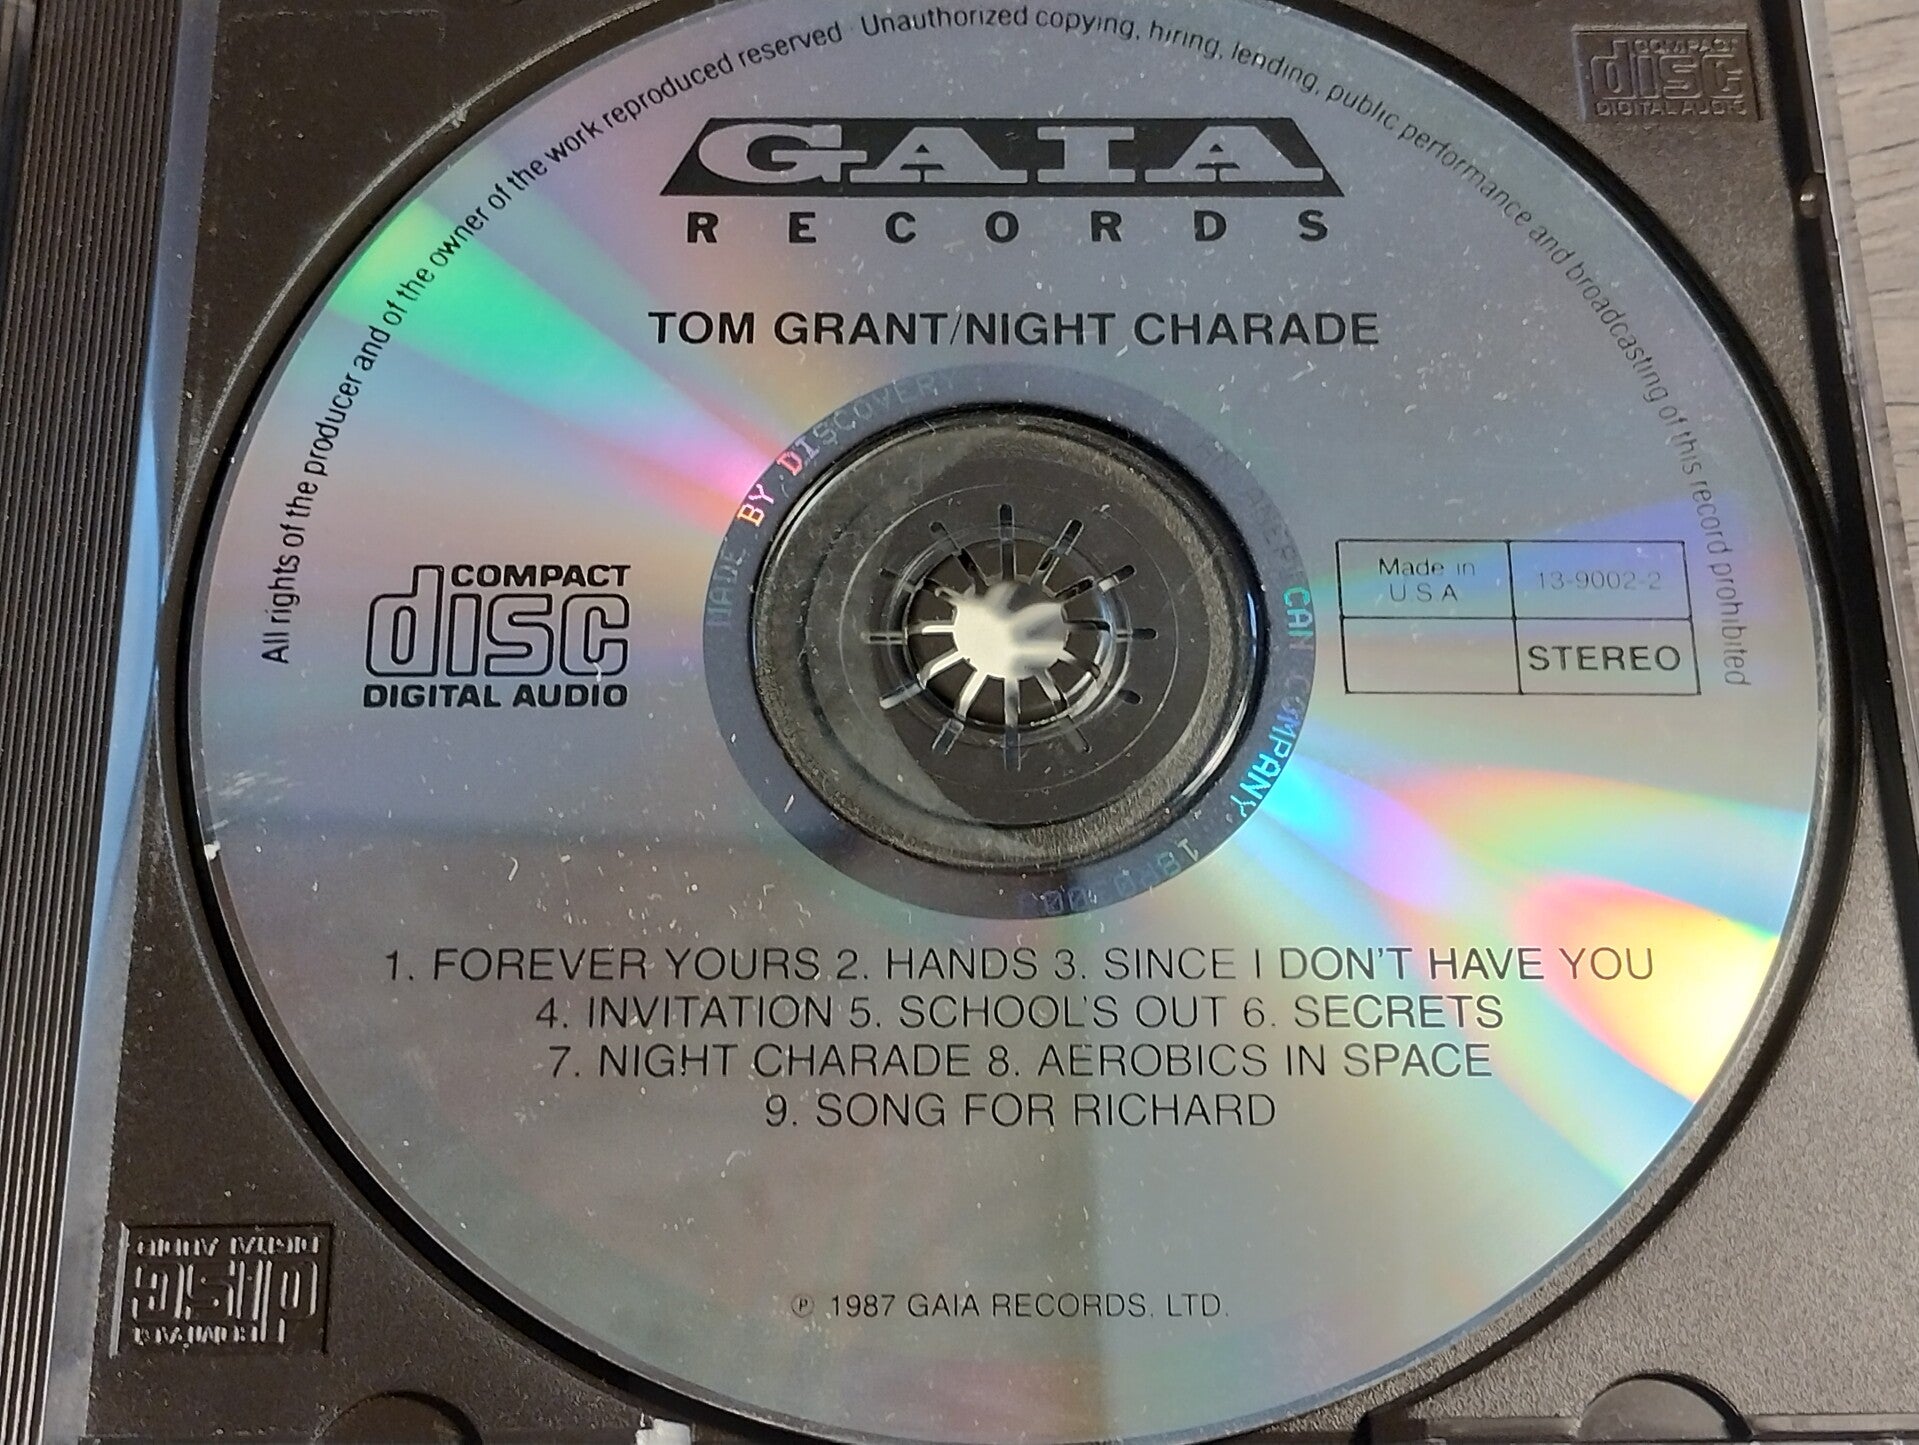 All rights of the producer and of the owner of the work reproduced reserved · Unauthorized copying, hiring, lending, public performance and broadcasting of this record prohibited
COMPACT
disc
DIGITAL AUDIO
GAIA
RECORDS
TOM GRANT/NIGHT CHARADE
MADE BY DISCOVERY
COMPANY
COMPACT
disc
DIGITAL AUDIO
Made in
U.S.A
13-9002-2
STEREO
1. FOREVER YOURS 2. HANDS 3. SINCE I DON'T HAVE YOU
4. INVITATION 5. SCHOOL'S OUT 6. SECRETS
7. NIGHT CHARADE 8. AEROBICS IN SPACE
9. SONG FOR RICHARD
℗ 1987 GAIA RECORDS, LTD.
COMPACT
disc
DIGITAL AUDIO